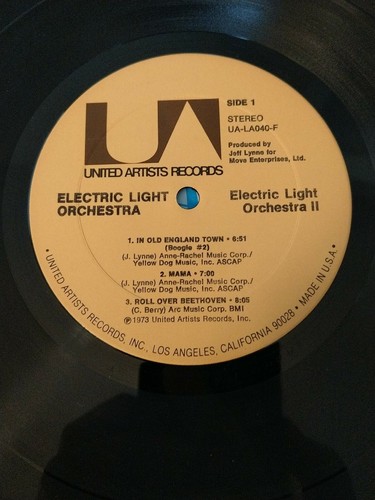 UA
SIDE 1
STEREO
UA-LA040-F
Produced by
Jeff Lynne for
Move Enterprises, Ltd.
UNITED ARTISTS RECORDS
ELECTRIC LIGHT
ORCHESTRA
Electric Light
Orchestra II
1. IN OLD ENGLAND TOWN • 6:51
(Boogie #2)
(J. Lynne) Anne-Rachel Music Corp./
Yellow Dog Music, Inc. ASCAP
2. MAMA • 7:00
(J. Lynne) Anne-Rachel Music Corp./
Yellow Dog Music, Inc. ASCAP
3. ROLL OVER BEETHOVEN • 8:05
(C. Berry) Arc Music Corp. BMI
℗ 1973 United Artists Records, Inc.
• UNITED ARTISTS RECORDS, INC., LOS ANGELES, CALIFORNIA 90028 • MADE IN U.S.A. •